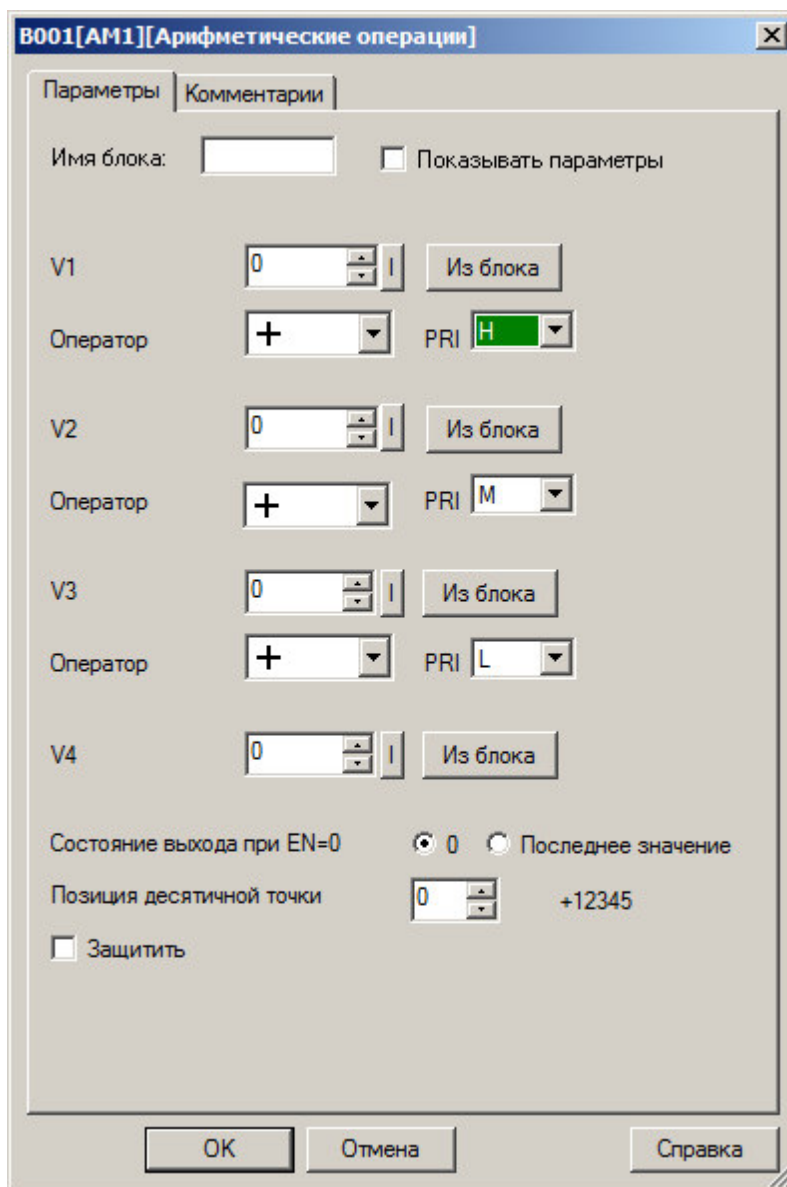 B001[AM1][Арифметические операции]
Параметры Комментарии
Имя блока: Показывать параметры
V1 0 I Из блока
Оператор + PRI H
V2 0 I Из блока
Оператор + PRI M
V3 0 I Из блока
Оператор + PRI L
V4 0 I Из блока
Состояние выхода при EN=0 0 Последнее значение
Позиция десятичной точки 0 +12345
Защитить
OK Отмена Справка